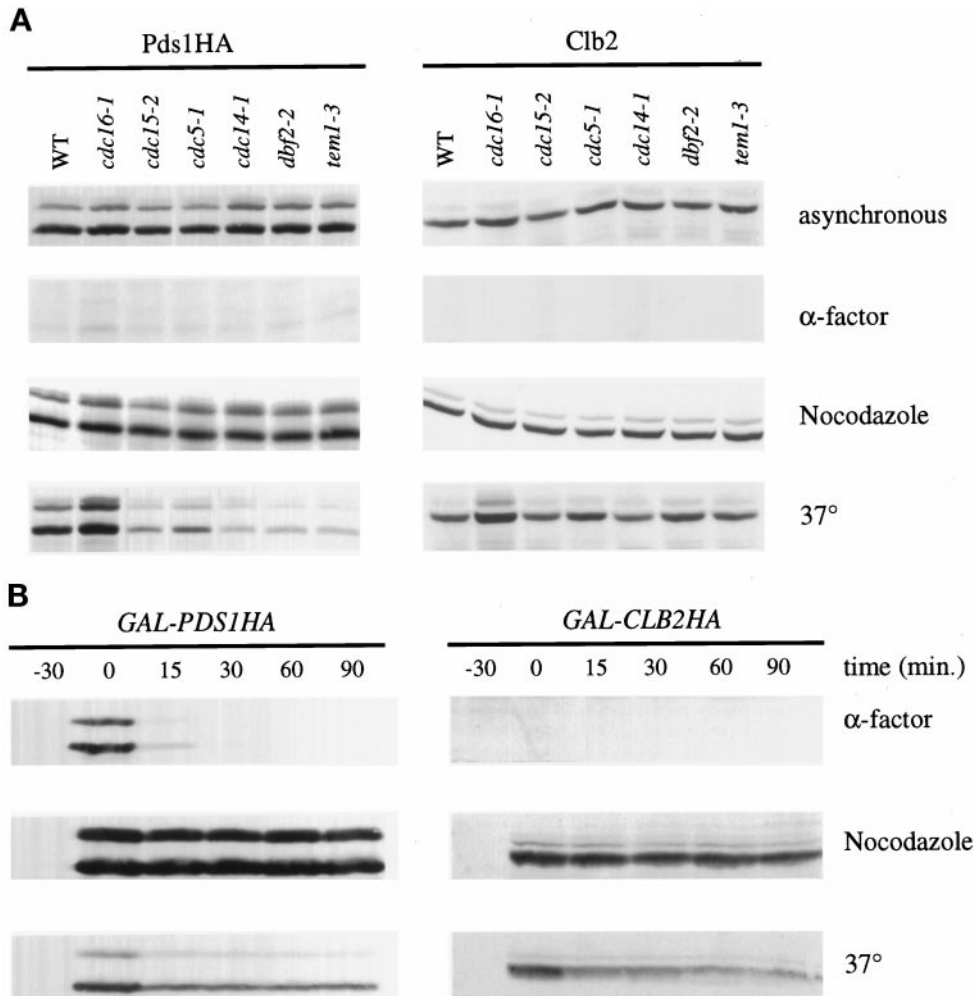 A
Pds1HA Clb2
WT cdc16-1 cdc15-2 cdc5-1 cdc14-1 dbf2-2 tem1-3 WT cdc16-1 cdc15-2 cdc5-1 cdc14-1 dbf2-2 tem1-3
asynchronous
α-factor
Nocodazole
37°
B
GAL-PDS1HA GAL-CLB2HA
-30 0 15 30 60 90 -30 0 15 30 60 90 time (min.)
α-factor
Nocodazole
37°